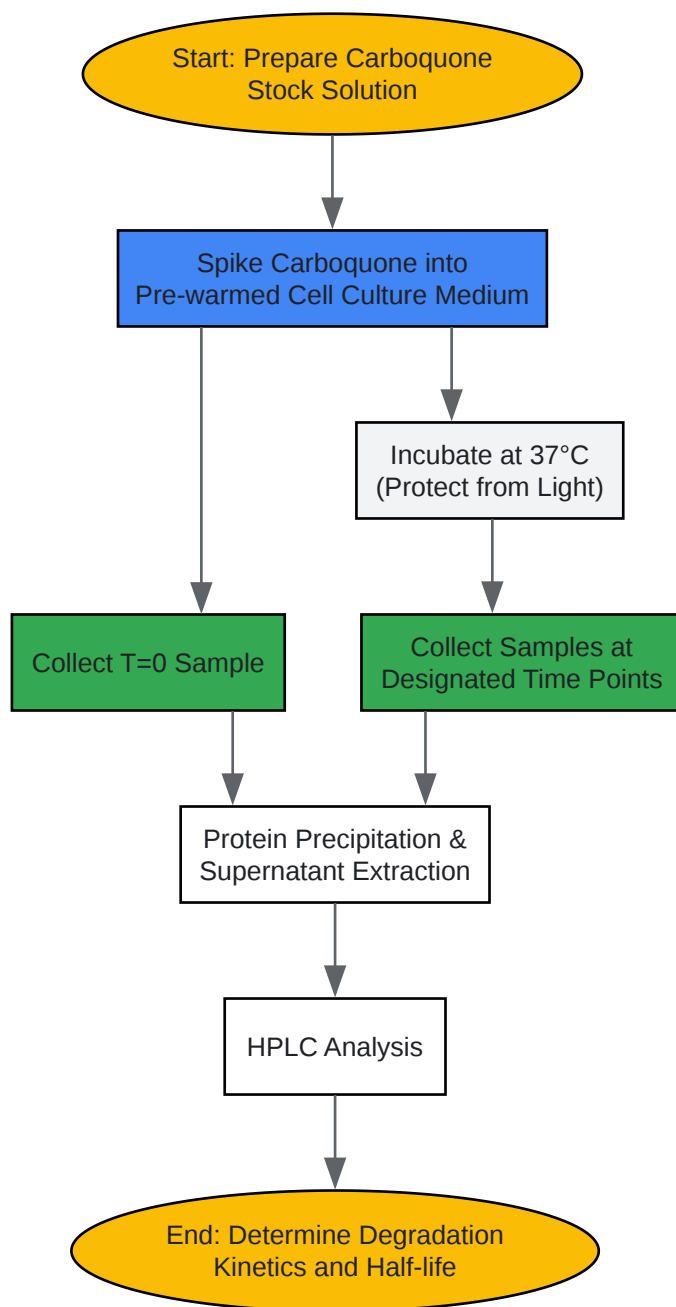 Start: Prepare Carboquone
Stock Solution
Spike Carboquone into
Pre-warmed Cell Culture Medium
Incubate at 37°C
(Protect from Light)
Collect T=0 Sample
Collect Samples at
Designated Time Points
Protein Precipitation &
Supernatant Extraction
HPLC Analysis
End: Determine Degradation
Kinetics and Half-life